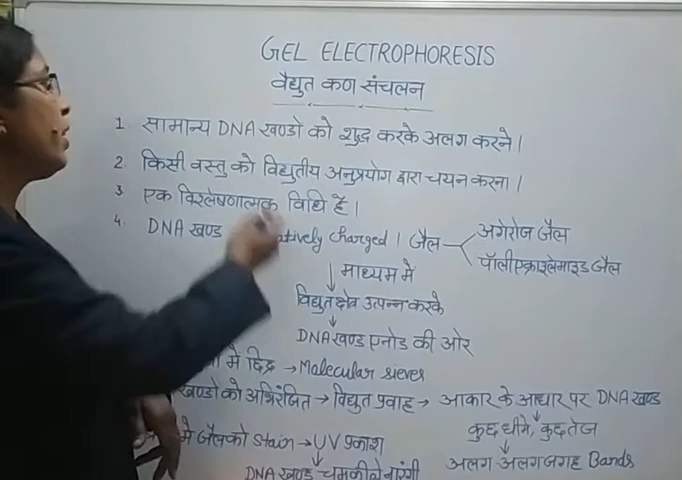 GEL ELECTROPHORESIS
वैद्युत कण संचलन
1. सामान्य DNA खण्डो को शुद्ध करके अलग करने।
2. किसी वस्तु को विद्युतीय अनुप्रयोग द्वारा चयन करना।
3 एक विश्लेषणात्मक विधि है।
4. DNA खण्ड atively charged। जैल
अगेरोज जैल
पॉलीएक्राइलेमाइड जैल
↓ माध्यम में
विद्युत क्षेत्र उत्पन्न करके
↓
DNA खण्ड एनोड की ओर
में छिद्र → Molecular sieves
खण्डो को अभिरंजित → विद्युत प्रवाह → आकार के आधार पर DNA खण्ड
↓
कुछ धीमे, कुछ तेज
↓
अलग-अलग जगह Bands
मे जैल को stain → UV प्रकाश
↓
DNA खण्ड चमकीले नारंगी